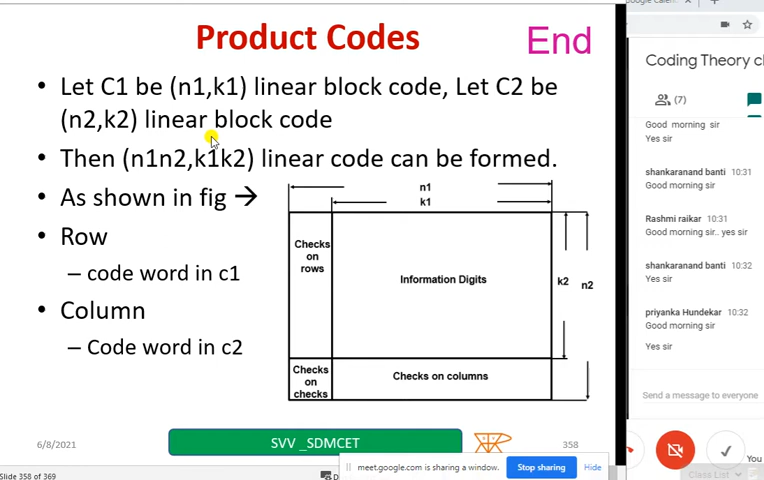 Product Codes
End
• Let C1 be (n1,k1) linear block code, Let C2 be
(n2,k2) linear block code
• Then (n1n2,k1k2) linear code can be formed.
• As shown in fig →
• Row
– code word in c1
• Column
– Code word in c2
n1
k1
Checks
on
rows
Information Digits
k2
n2
Checks
on
checks
Checks on columns
6/8/2021
SVV _SDMCET
358
Slide 358 of 369
meet.google.com is sharing a window.
Stop sharing
Hide
Coding Theory
(7)
Good morning sir
Yes sir
shankaranand banti 10:31
Good morning sir
Rashmi raikar 10:31
Good morning sir.. yes sir
shankaranand banti 10:32
Yes sir
priyanka Hundekar 10:32
Good morning sir
Yes sir
Send a message to everyone
You
Class List